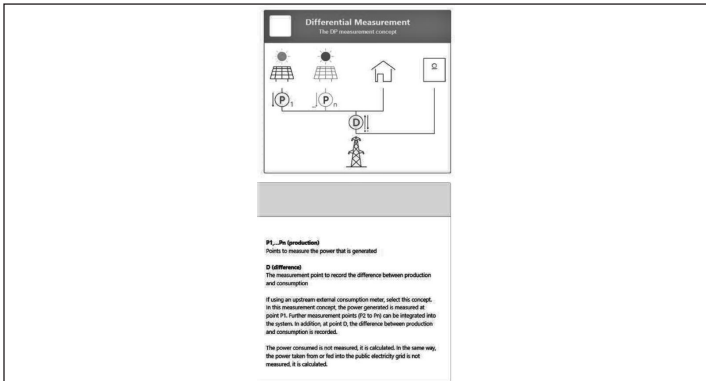 Differential Measurement
The DP measurement concept
P1
Pn
D
P1,...Pn (production)
Points to measure the power that is generated
D (difference)
The measurement point to record the difference between production
and consumption
If using an upstream external consumption meter, select this concept.
In this measurement concept, the power generated is measured at
point P1. Further measurement points (P2 to Pn) can be integrated into
the system. In addition, at point D, the difference between production
and consumption is recorded.
The power consumed is not measured, it is calculated. In the same way,
the power taken from or fed into the public electricity grid is not
measured, it is calculated.